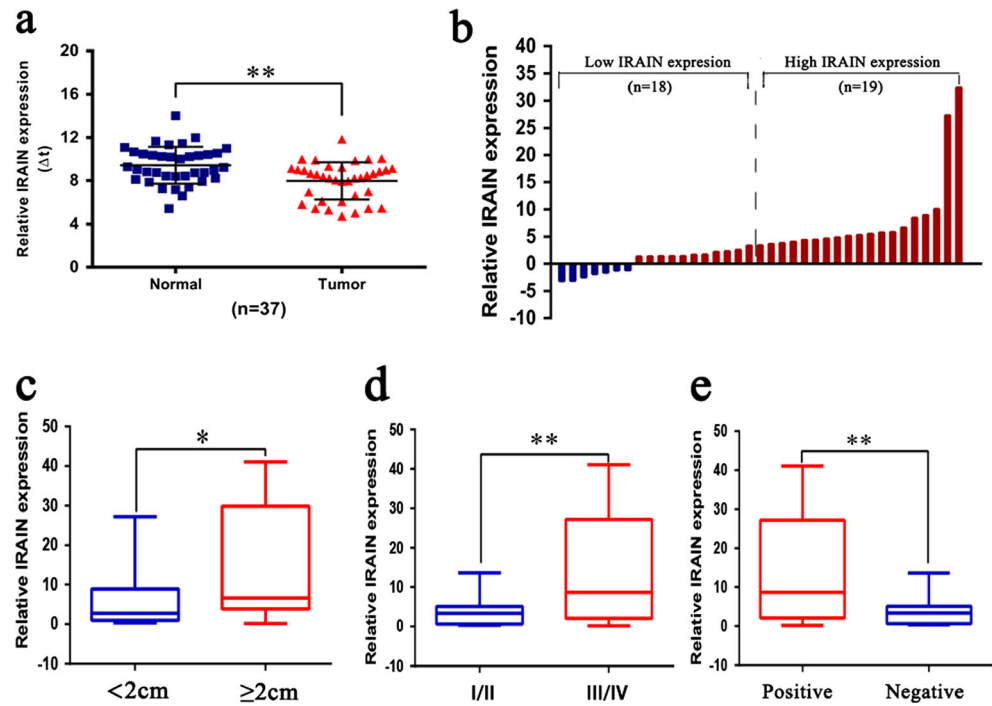 a
Relative IRAIN expression
(Δt)
20
16
12
8
4
0
**
Normal
Tumor
(n=37)
b
Relative IRAIN expression
40
35
30
25
20
15
10
5
0
-5
-10
Low IRAIN expresion
(n=18)
High IRAIN expression
(n=19)
c
Relative IRAIN expression
50
40
30
20
10
0
-10
*
<2cm
≥2cm
d
Relative IRAIN expression
50
40
30
20
10
0
-10
**
I/II
III/IV
e
Relative IRAIN expression
50
40
30
20
10
0
-10
**
Positive
Negative